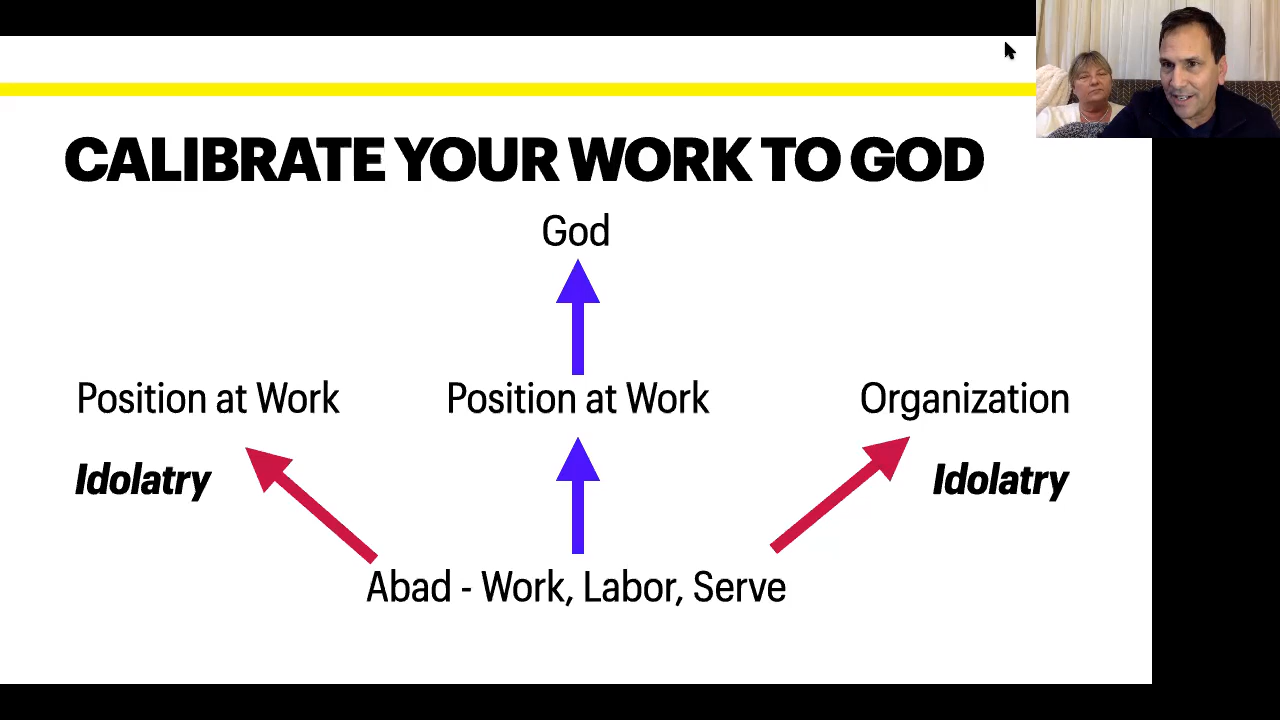 CALIBRATE YOUR WORK TO GOD
God
Position at Work
Position at Work
Organization
Idolatry
Idolatry
Abad - Work, Labor, Serve